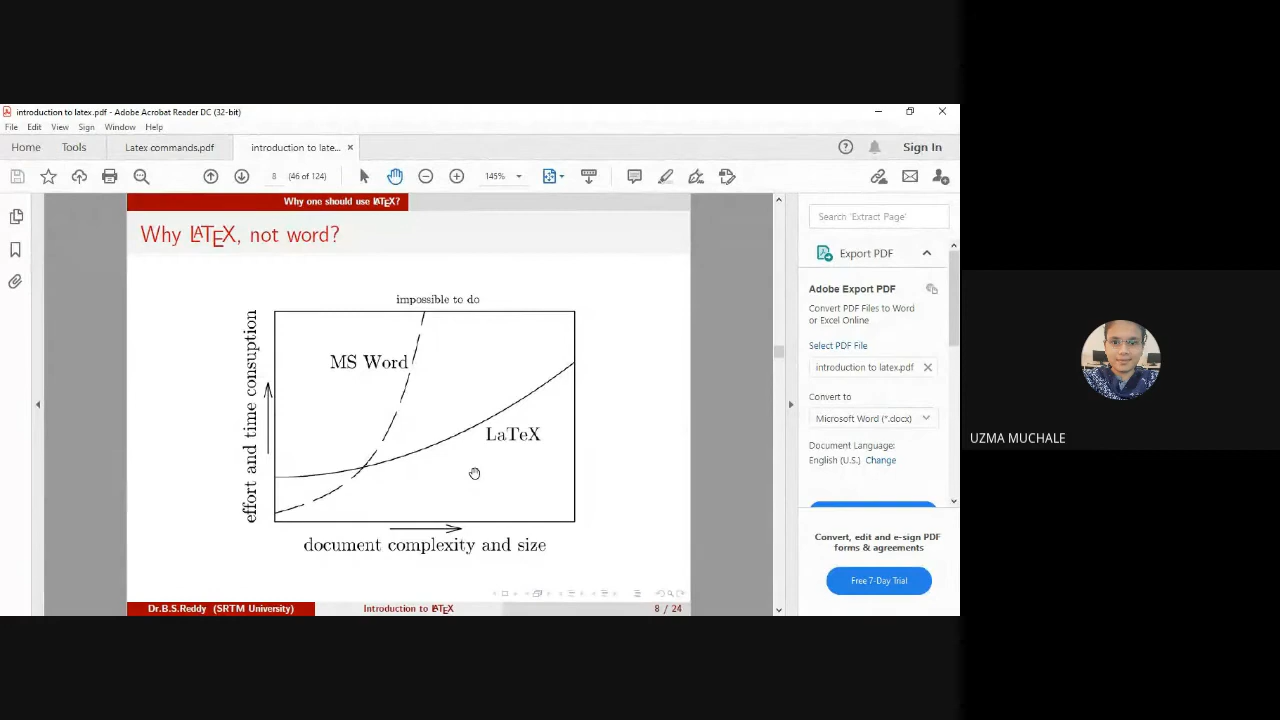 introduction to latex.pdf - Adobe Acrobat Reader DC (32-bit)
File Edit View Sign Window Help
Home Tools Latex commands.pdf introduction to late... × Sign In
8 (46 of 124) 145%
Why one should use LATEX?
Why LATEX, not word?
impossible to do
MS Word
LaTeX
effort and time consuption
document complexity and size
Dr.B.S.Reddy (SRTM University) Introduction to LATEX 8 / 24
Search 'Extract Page'
Export PDF
Adobe Export PDF
Convert PDF Files to Word
or Excel Online
Select PDF File
introduction to latex.pdf ×
Convert to
Microsoft Word (*.docx)
Document Language:
English (U.S.) Change
Convert, edit and e-sign PDF
forms & agreements
Free 7-Day Trial
UZMA MUCHALE